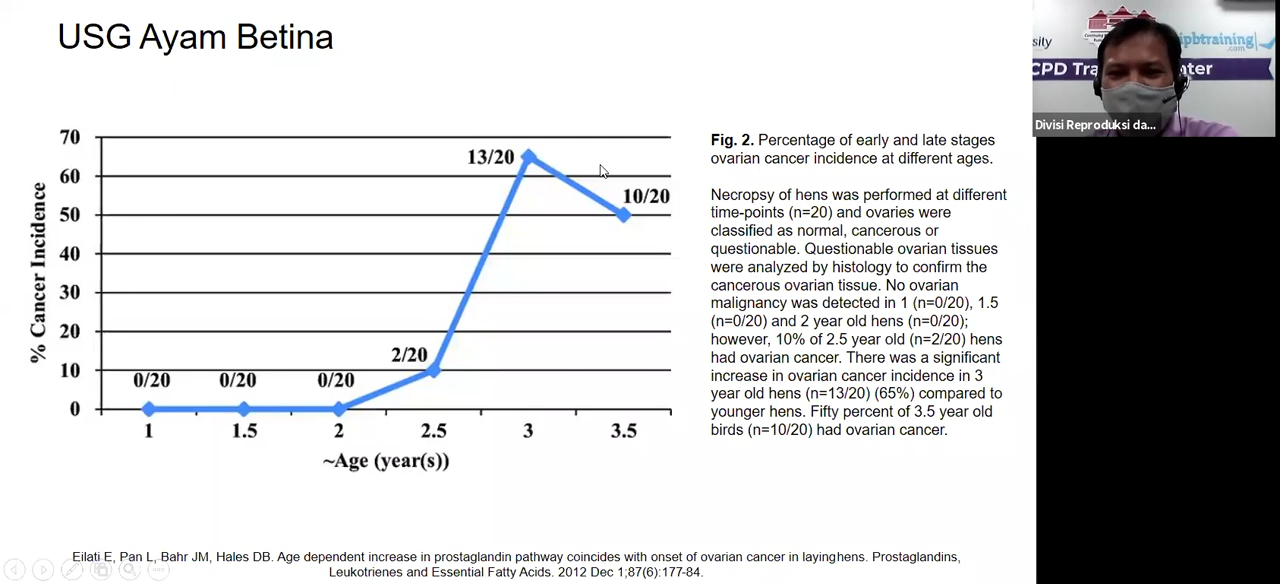 USG Ayam Betina
% Cancer Incidence
70
60
50
40
30
20
10
0
0/20
0/20
0/20
2/20
13/20
10/20
1
1.5
2
2.5
3
3.5
~Age (year(s))
Fig. 2. Percentage of early and late stages
ovarian cancer incidence at different ages.
Necropsy of hens was performed at different
time-points (n=20) and ovaries were
classified as normal, cancerous or
questionable. Questionable ovarian tissues
were analyzed by histology to confirm the
cancerous ovarian tissue. No ovarian
malignancy was detected in 1 (n=0/20), 1.5
(n=0/20) and 2 year old hens (n=0/20);
however, 10% of 2.5 year old (n=2/20) hens
had ovarian cancer. There was a significant
increase in ovarian cancer incidence in 3
year old hens (n=13/20) (65%) compared to
younger hens. Fifty percent of 3.5 year old
birds (n=10/20) had ovarian cancer.
Eilati E, Pan L, Bahr JM, Hales DB. Age dependent increase in prostaglandin pathway coincides with onset of ovarian cancer in laying hens. Prostaglandins,
Leukotrienes and Essential Fatty Acids. 2012 Dec 1;87(6):177-84.
sity
ipbtraining
.com
CPD Tra nter
Divisi Reproduksi da...